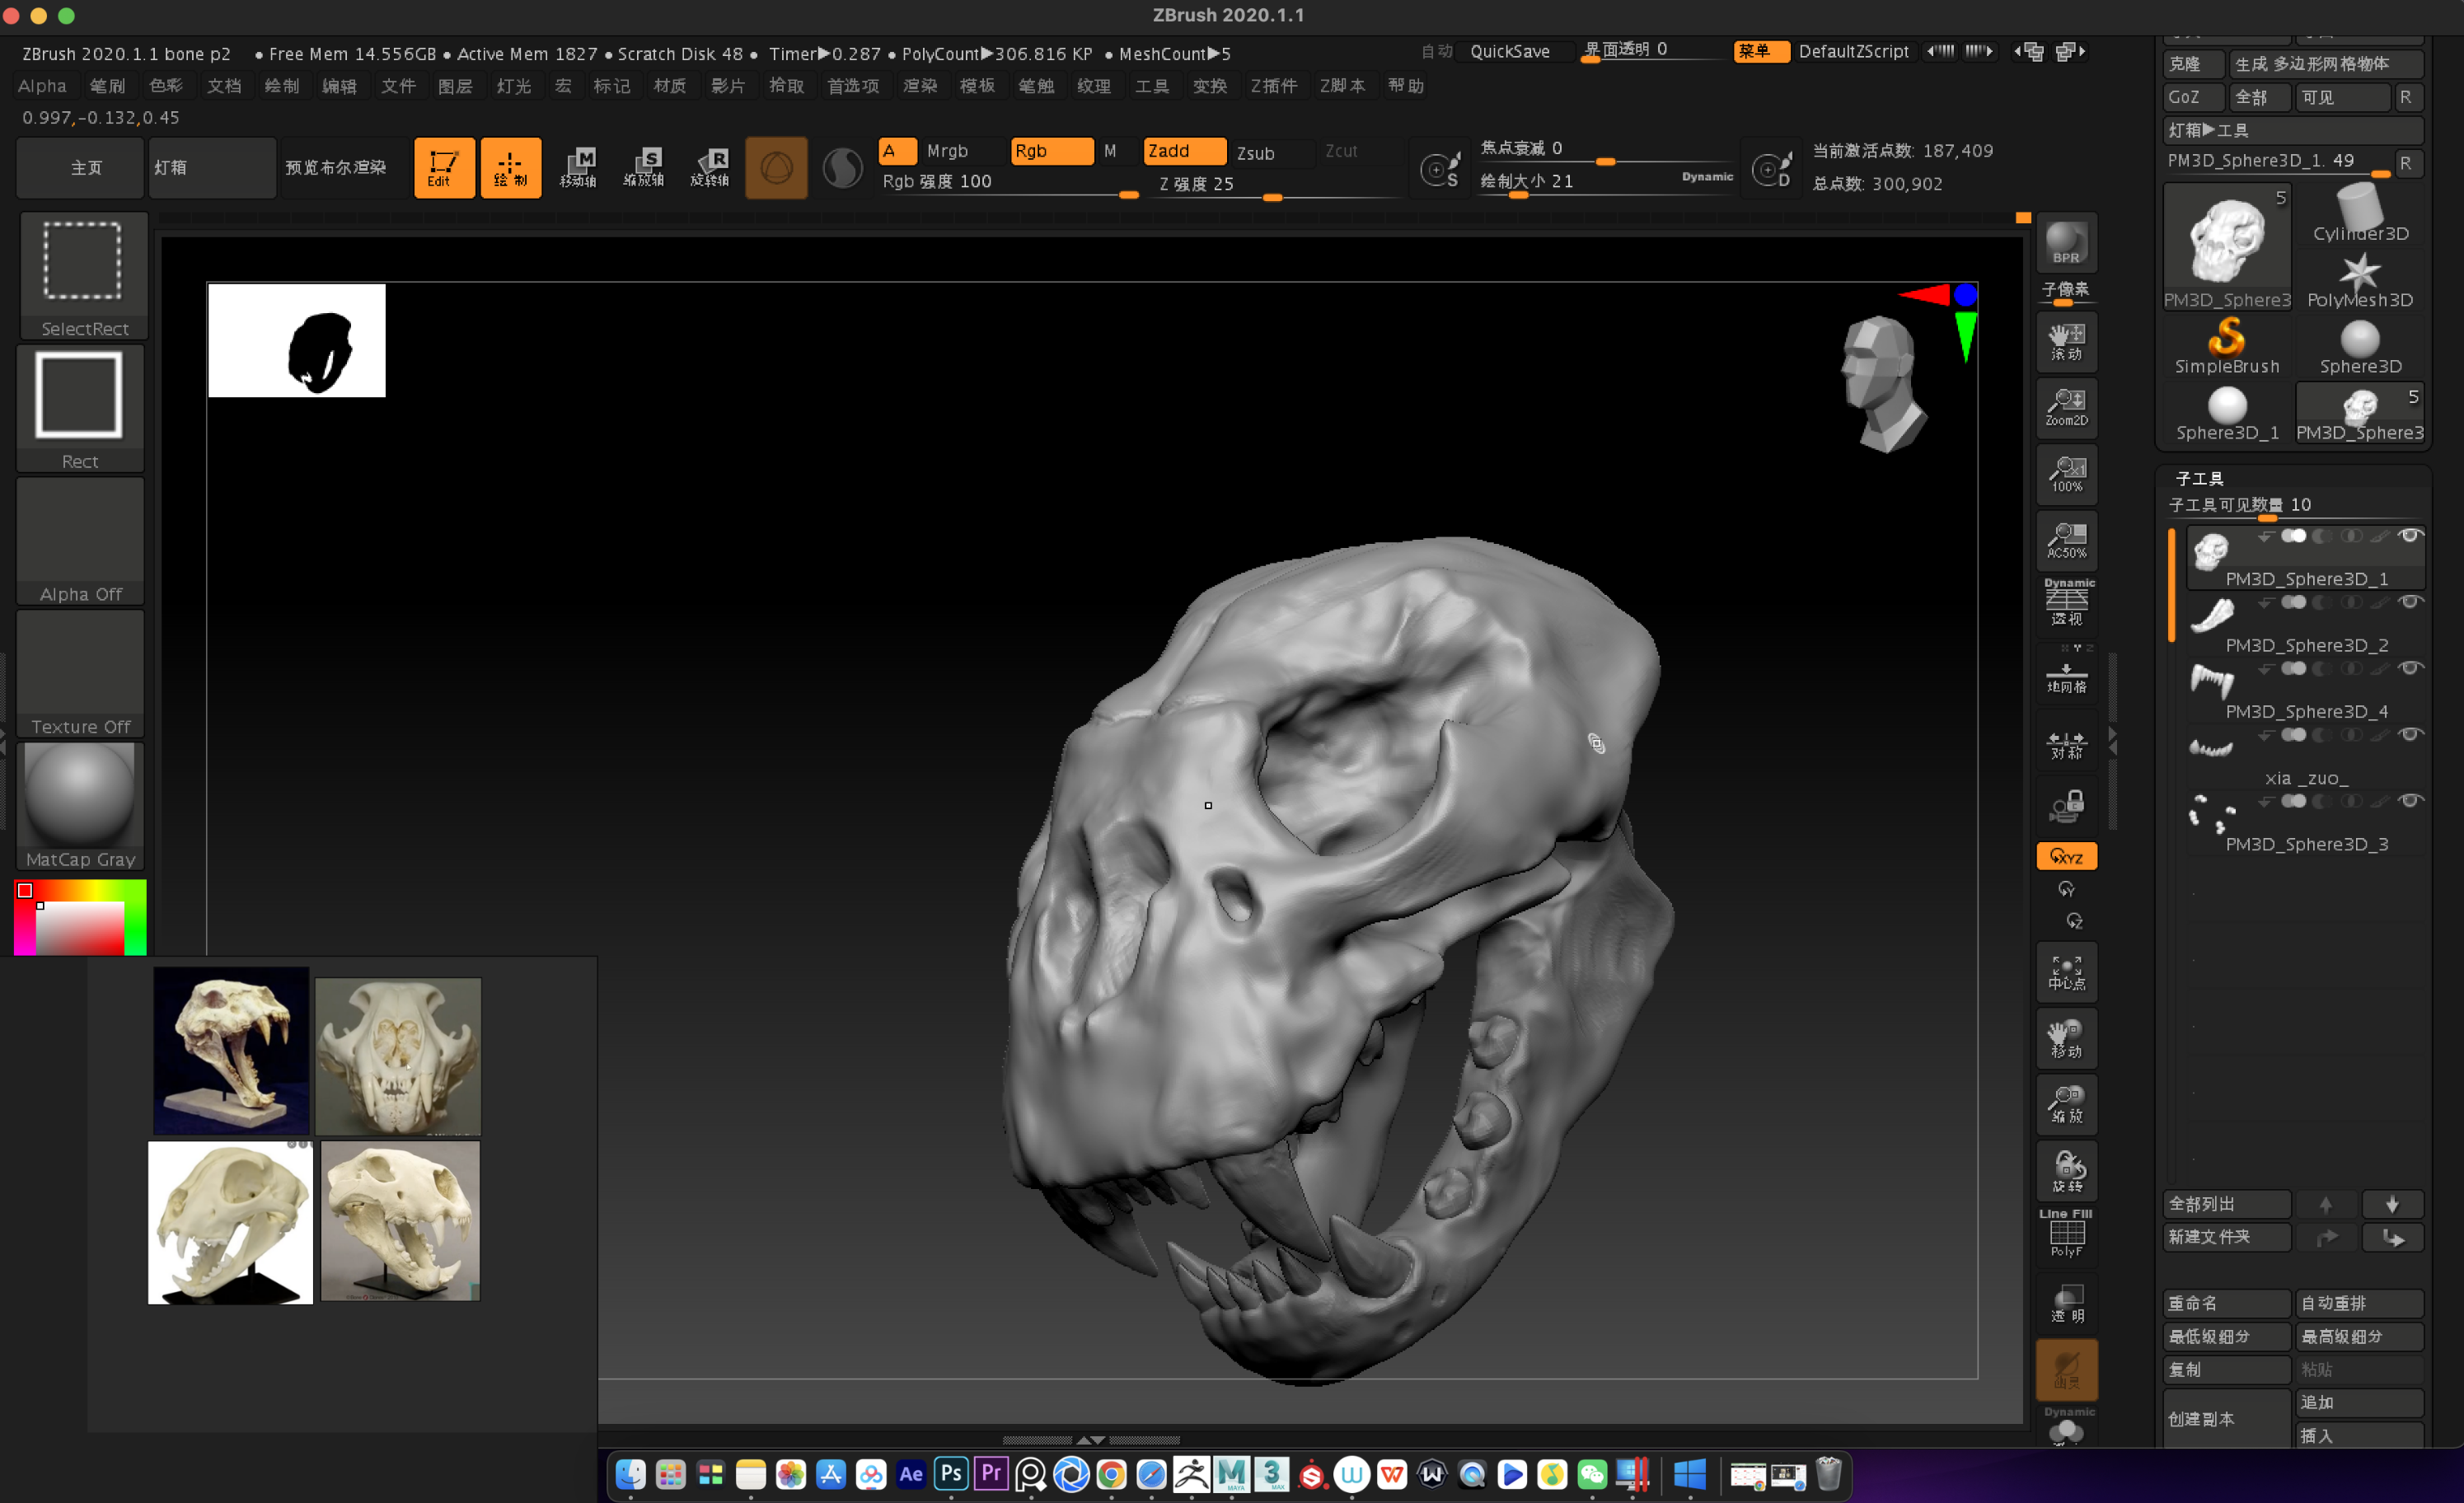 ZBrush 2020.1.1
ZBrush 2020.1.1 bone p2 • Free Mem 14.556GB • Active Mem 1827 • Scratch Disk 48 • Timer▶0.287 • PolyCount▶306.816 KP • MeshCount▶5
自动 QuickSave 界面透明 0 菜单 DefaultZScript
Alpha 笔刷 色彩 文档 绘制 编辑 文件 图层 灯光 宏 标记 材质 影片 拾取 首选项 渲染 模板 笔触 纹理 工具 变换 Z插件 Z脚本 帮助
0.997,-0.132,0.45
主页 灯箱 预览布尔渲染 Edit 绘制 移动轴 缩放轴 旋转轴
M S R
A Mrgb Rgb M Zadd Zsub Zcut
Rgb 强度 100 Z 强度 25
S 焦点衰减 0
绘制大小 21 Dynamic
D 当前激活点数: 187,409
总点数: 300,902
SelectRect
Rect
Alpha Off
Texture Off
MatCap Gray
BPR
子像素
滚动
Zoom2D
100%
AC50%
Dynamic
透视
地网格
对称
XYZ
Y
Z
中心点
移动
缩放
旋转
Line Fill
PolyF
透明
幽灵
Dynamic
克隆 生成 多边形网格物体
GoZ 全部 可见 R
灯箱▶工具
PM3D_Sphere3D_1. 49 R
5
PM3D_Sphere3
Cylinder3D
PolyMesh3D
SimpleBrush
Sphere3D
Sphere3D_1
5
PM3D_Sphere3
子工具
子工具可见数量 10
PM3D_Sphere3D_1
PM3D_Sphere3D_2
PM3D_Sphere3D_4
xia _zuo_
PM3D_Sphere3D_3
全部列出
新建文件夹
重命名 自动重排
最低级细分 最高级细分
复制 粘贴
创建副本 追加
插入
Ae Ps Pr
MAYA
3
MAX